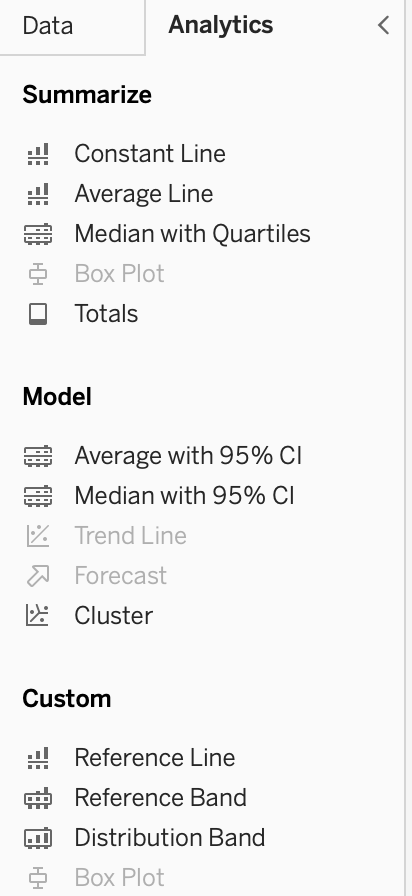 Data
Analytics
Summarize
Constant Line
Average Line
Median with Quartiles
Box Plot
Totals
Model
Average with 95% CI
Median with 95% CI
Trend Line
Forecast
Cluster
Custom
Reference Line
Reference Band
Distribution Band
Box Plot